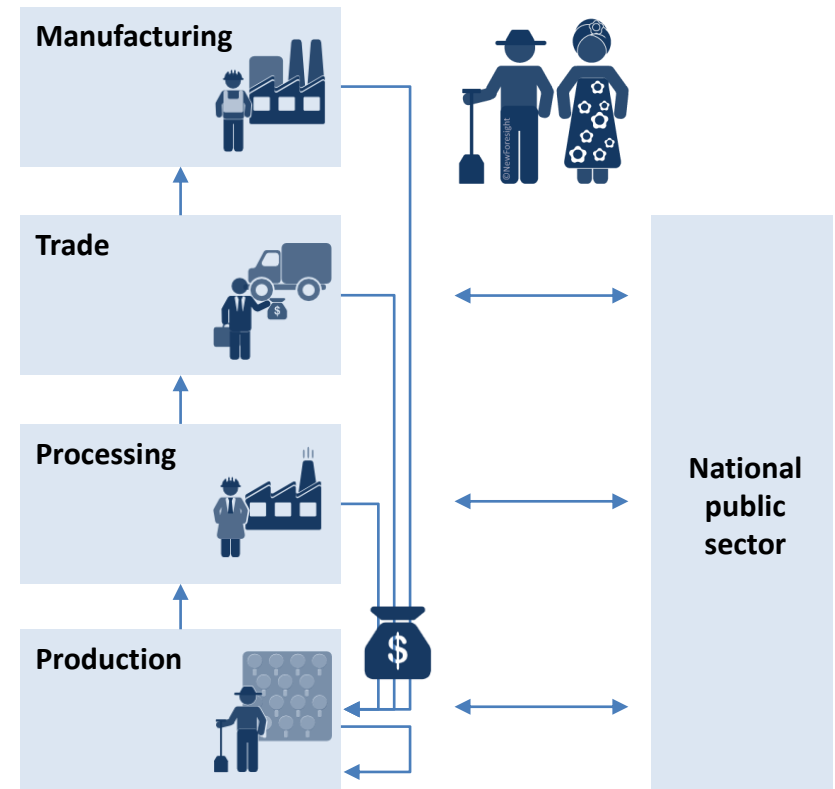 Manufacturing
©NewForesight
Trade
$
Processing
National
public
sector
Production
$